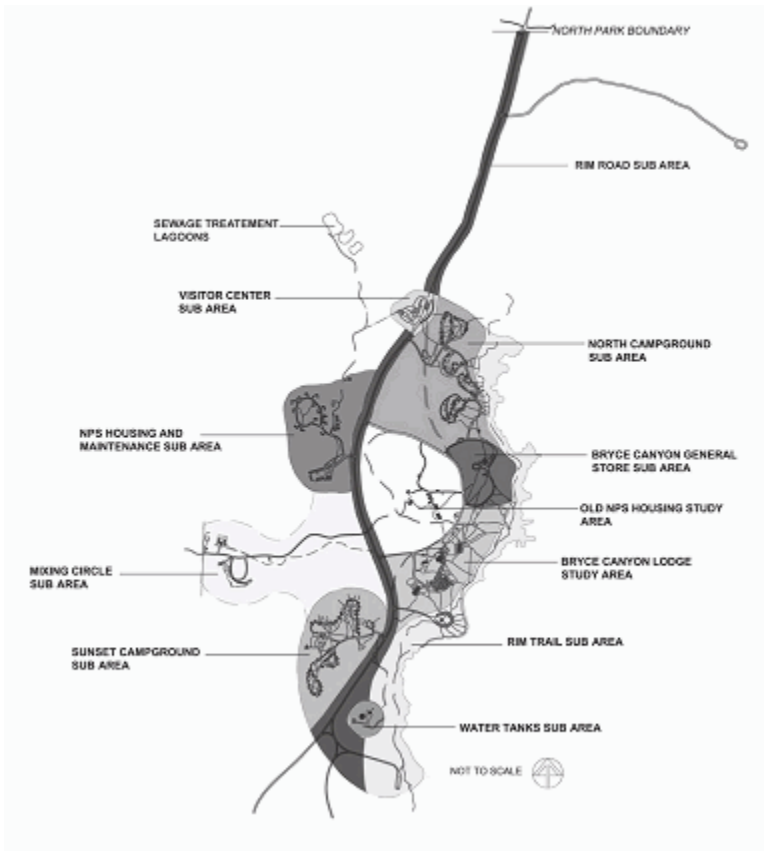 NORTH PARK BOUNDARY
RIM ROAD SUB AREA
SEWAGE TREATEMENT
LAGOONS
VISITOR CENTER
SUB AREA
NORTH CAMPGROUND
SUB AREA
NPS HOUSING AND
MAINTENANCE SUB AREA
BRYCE CANYON GENERAL
STORE SUB AREA
OLD NPS HOUSING STUDY
AREA
BRYCE CANYON LODGE
STUDY AREA
MIXING CIRCLE
SUB AREA
RIM TRAIL SUB AREA
SUNSET CAMPGROUND
SUB AREA
WATER TANKS SUB AREA
NOT TO SCALE